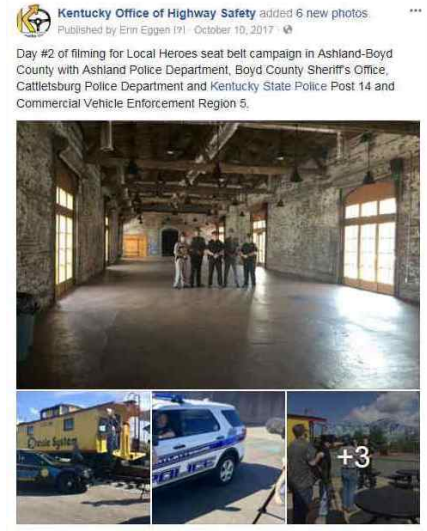 Kentucky Office of Highway Safety added 6 new photos.
Published by Erin Eggen [?] · October 10, 2017 ·
Day #2 of filming for Local Heroes seat belt campaign in Ashland-Boyd
County with Ashland Police Department, Boyd County Sheriff's Office,
Cattletsburg Police Department and Kentucky State Police Post 14 and
Commercial Vehicle Enforcement Region 5.
System
POLICE
+3